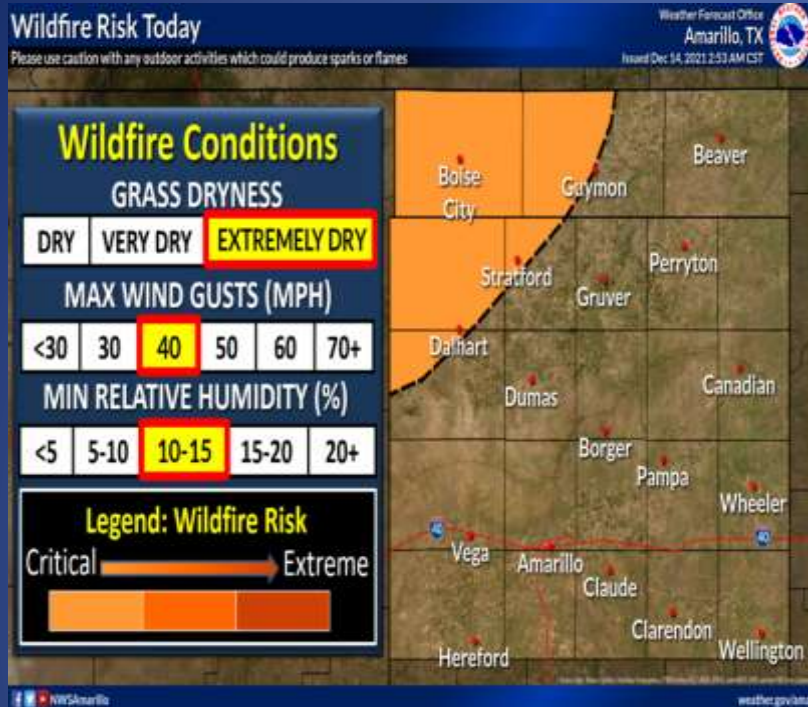 Wildfire Risk Today
Please use caution with any outdoor activities which could produce sparks or flames
Weather Forecast Office
Amarillo, TX
Issued Dec 14, 2021 2:53 AM CST
Wildfire Conditions
GRASS DRYNESS
DRY VERY DRY EXTREMELY DRY
MAX WIND GUSTS (MPH)
<30 30 40 50 60 70+
MIN RELATIVE HUMIDITY (%)
<5 5-10 10-15 15-20 20+
Legend: Wildfire Risk
Critical Extreme
Boise
City
Guymon
Beaver
Stratford
Gruver
Perryton
Dalhart
Dumas
Canadian
Borger
Pampa
Wheeler
40
40
Vega
Amarillo
Claude
Clarendon
Hereford
Wellington
NWSAmarillo
weather.gov/ama